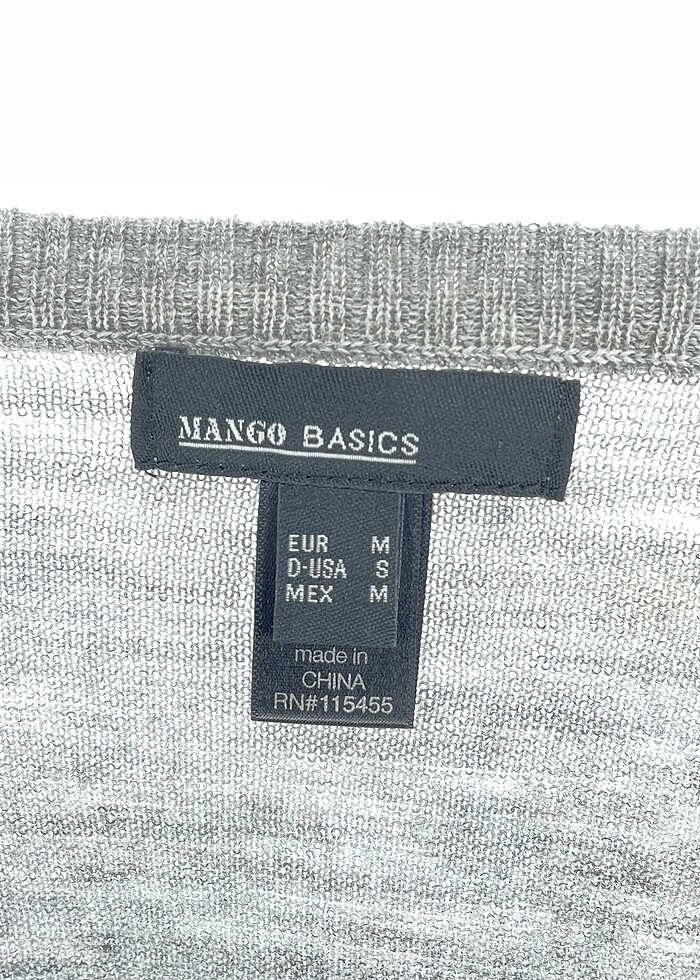 MANGO BASICS
EUR M
D-USA S
MEX M
made in
CHINA
RN#115455